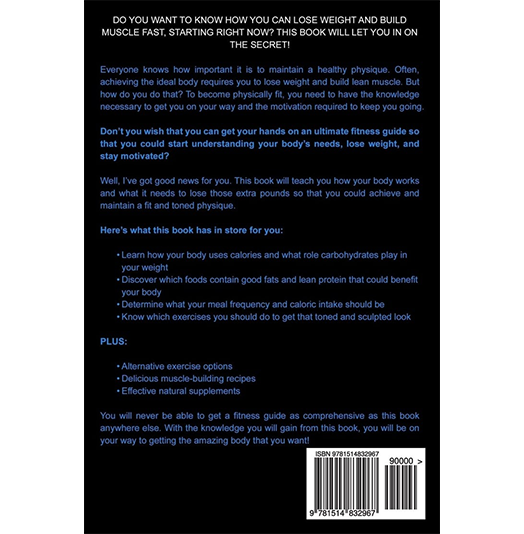 DO YOU WANT TO KNOW HOW YOU CAN LOSE WEIGHT AND BUILD
MUSCLE FAST, STARTING RIGHT NOW? THIS BOOK WILL LET YOU IN ON
THE SECRET!
Everyone knows how important it is to maintain a healthy physique. Often,
achieving the ideal body requires you to lose weight and build lean muscle. But
how do you do that? To become physically fit, you need to have the knowledge
necessary to get you on your way and the motivation required to keep you going.
Don't you wish that you can get your hands on an ultimate fitness guide so
that you could start understanding your body's needs, lose weight, and
stay motivated?
Well, I've got good news for you. This book will teach you how your body works
and what it needs to lose those extra pounds so that you could achieve and
maintain a fit and toned physique.
Here's what this book has in store for you:
• Learn how your body uses calories and what role carbohydrates play in
your weight
• Discover which foods contain good fats and lean protein that could benefit
your body
• Determine what your meal frequency and caloric intake should be
• Know which exercises you should do to get that toned and sculpted look
PLUS:
• Alternative exercise options
• Delicious muscle-building recipes
• Effective natural supplements
You will never be able to get a fitness guide as comprehensive as this book
anywhere else. With the knowledge you will gain from this book, you will be on
your way to getting the amazing body that you want!
ISBN 9781514832967
90000 >
9 781514 832967